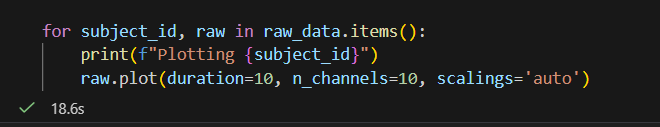 for subject_id, raw in raw_data.items():
    print(f"Plotting {subject_id}")
    raw.plot(duration=10, n_channels=10, scalings='auto')
18.6s